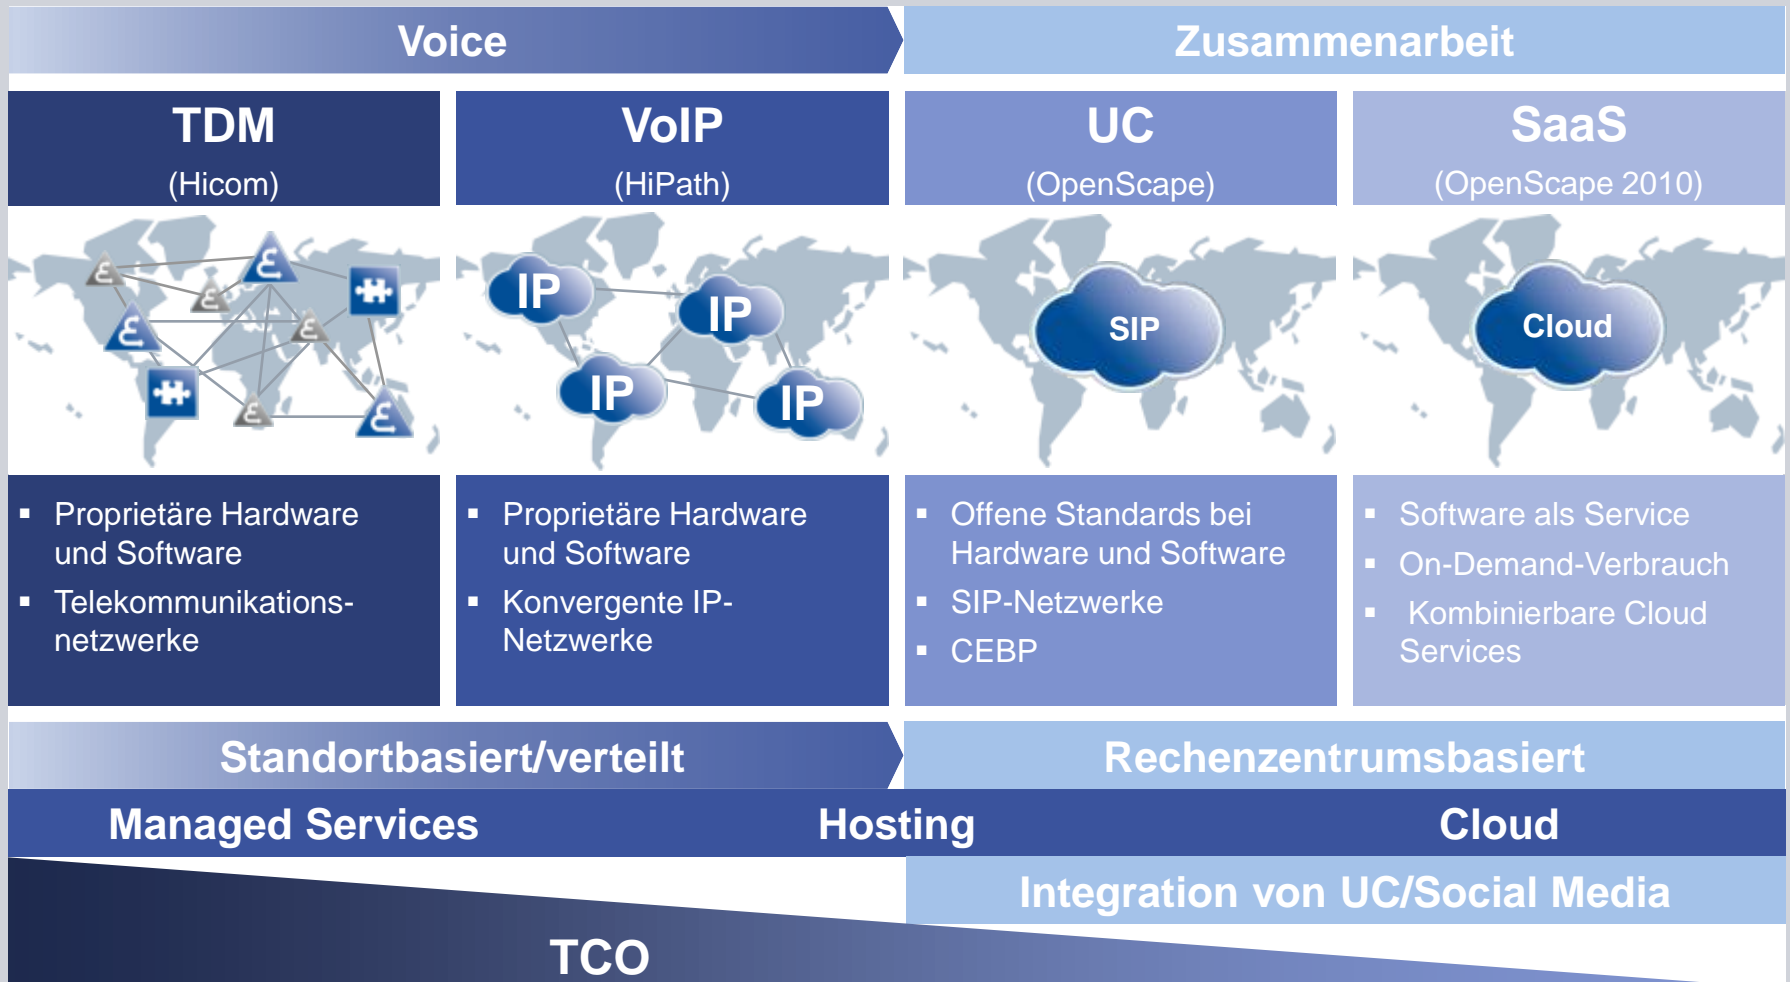 Voice
Zusammenarbeit
TDM
(Hicom)
VoIP
(HiPath)
UC
(OpenScape)
SaaS
(OpenScape 2010)
IP
IP
IP
IP
SIP
Cloud
Proprietäre Hardware
und Software
Telekommunikations-
netzwerke
Proprietäre Hardware
und Software
Konvergente IP-
Netzwerke
Offene Standards bei
Hardware und Software
SIP-Netzwerke
CEBP
Software als Service
On-Demand-Verbrauch
Kombinierbare Cloud
Services
Standortbasiert/verteilt
Rechenzentrumsbasiert
Managed Services
Hosting
Cloud
Integration von UC/Social Media
TCO